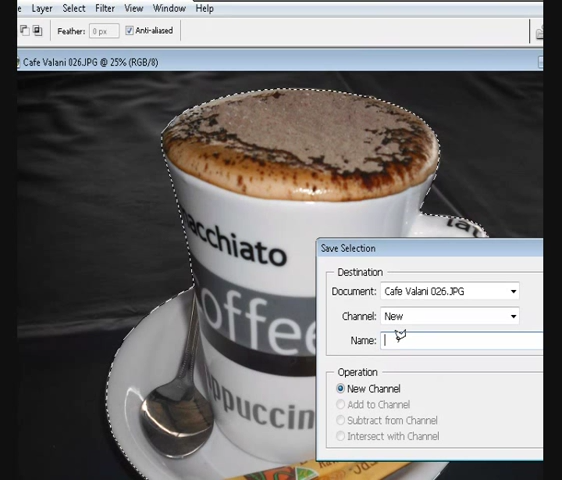 Layer Select Filter View Window Help
Feather: 0 px Anti-aliased
Cafe Valani 026.JPG @ 25% (RGB/8)
acchiato
Coffee
appuccin
Save Selection
Destination
Document: Cafe Valani 026.JPG
Channel: New
Name:
Operation
New Channel
Add to Channel
Subtract from Channel
Intersect with Channel